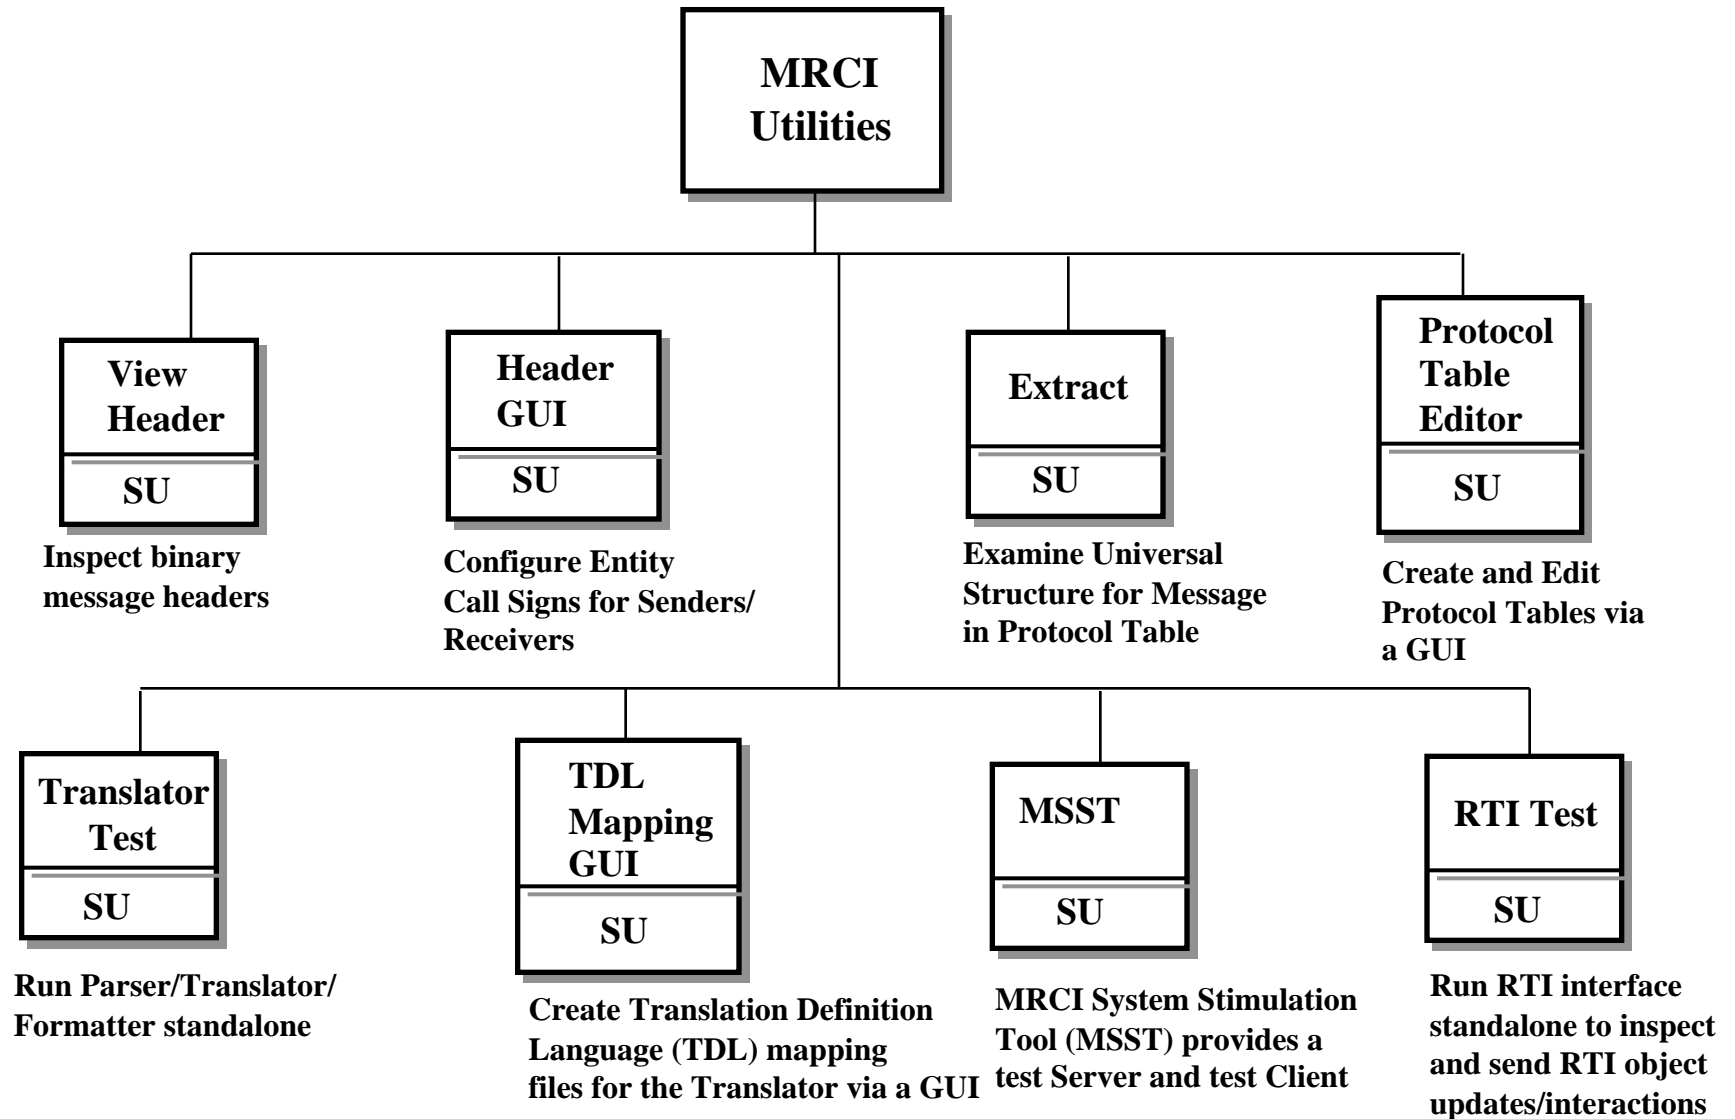 MRCI
Utilities
View
Header
SU
Inspect binary
message headers
Header
GUI
SU
Configure Entity
Call Signs for Senders/
Receivers
Extract
SU
Examine Universal
Structure for Message
in Protocol Table
Protocol
Table
Editor
SU
Create and Edit
Protocol Tables via
a GUI
Translator
Test
SU
Run Parser/Translator/
Formatter standalone
TDL
Mapping
GUI
SU
Create Translation Definition
Language (TDL) mapping
files for the Translator via a GUI
MSST
SU
MRCI System Stimulation
Tool (MSST) provides a
test Server and test Client
RTI Test
SU
Run RTI interface
standalone to inspect
and send RTI object
updates/interactions